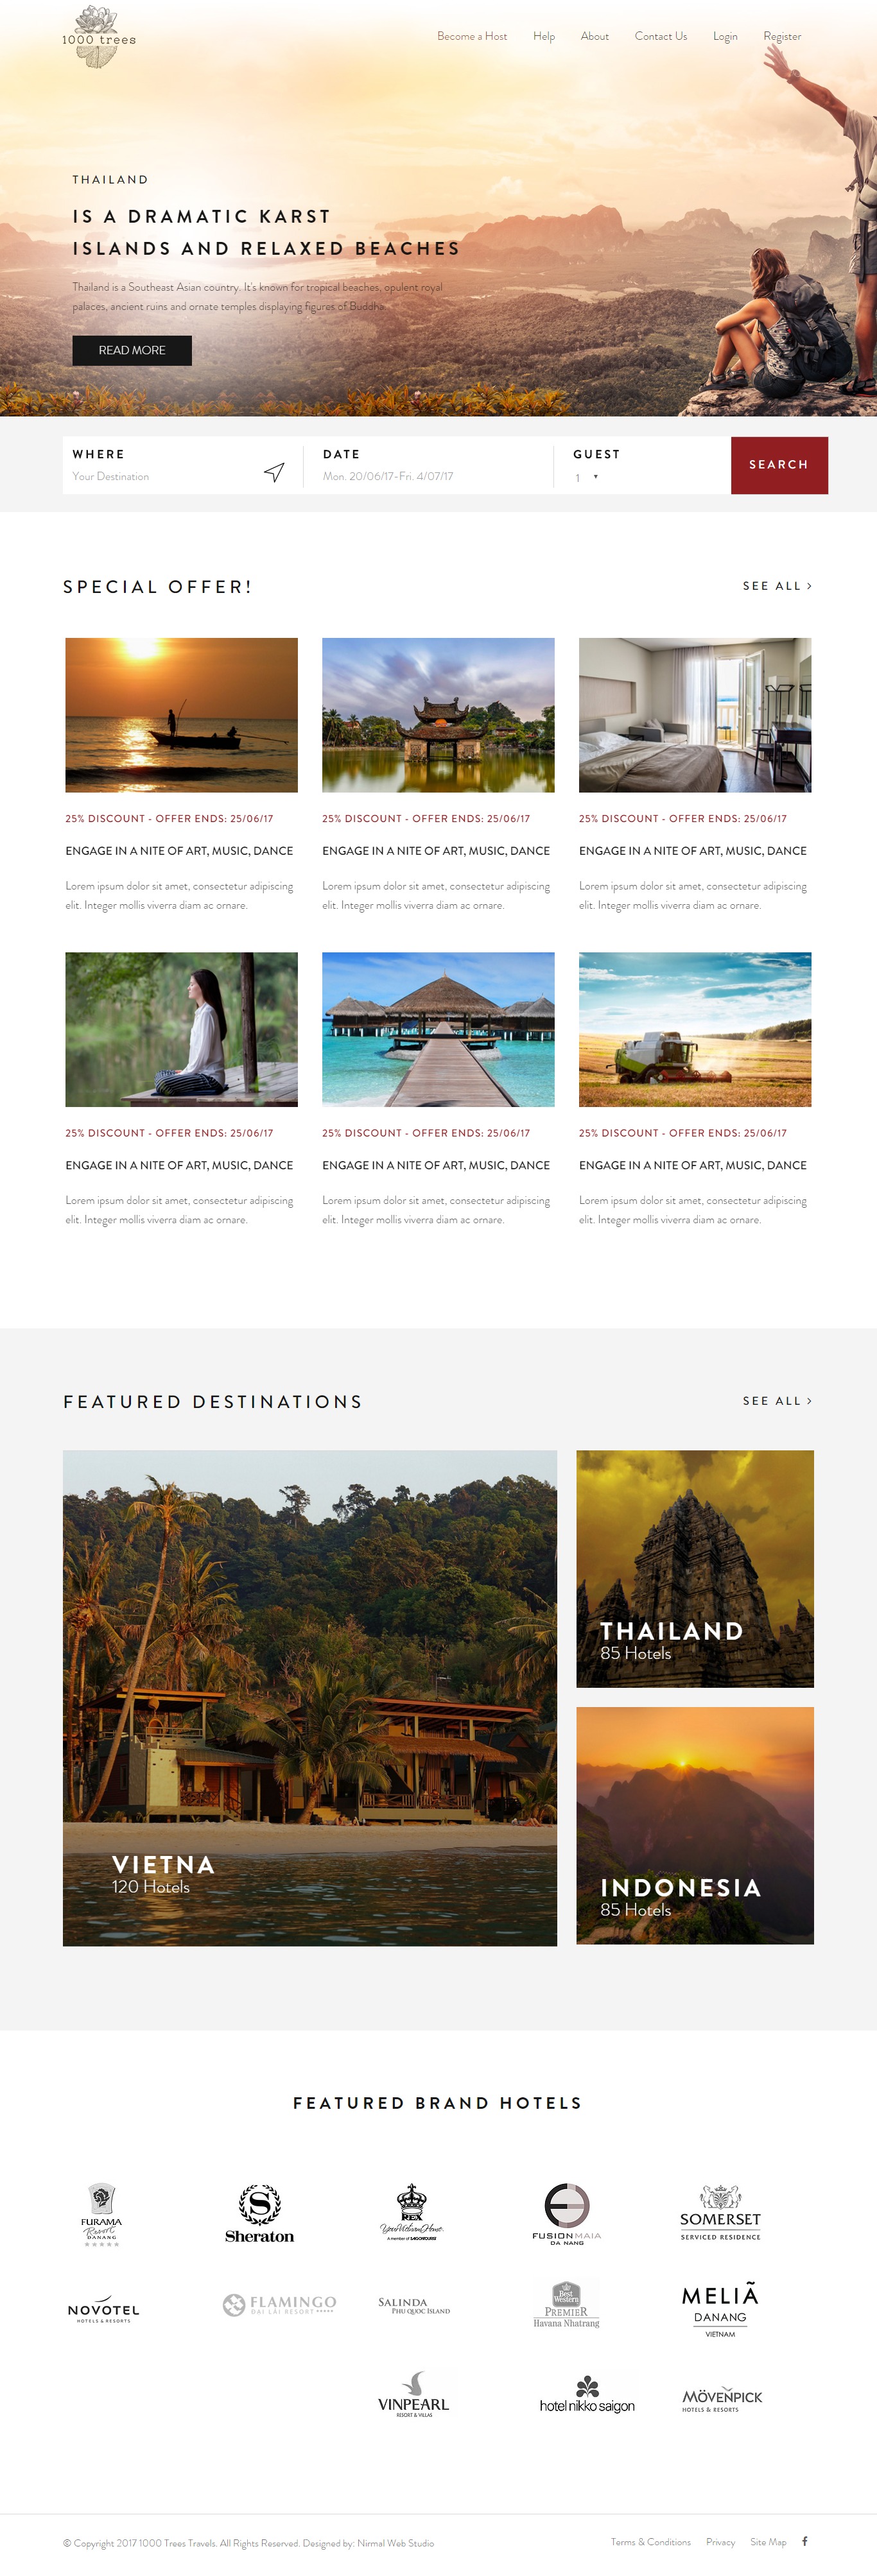 1000 trees
Become a Host Help About Contact Us Login Register
THAILAND
IS A DRAMATIC KARST
ISLANDS AND RELAXED BEACHES
Thailand is a Southeast Asian country. It's known for tropical beaches, opulent royal
palaces, ancient ruins and ornate temples displaying figures of Buddha.
READ MORE
WHERE
Your Destination
DATE
Mon. 20/06/17-Fri. 4/07/17
GUEST
1
SEARCH
SPECIAL OFFER!
SEE ALL >
25% DISCOUNT - OFFER ENDS: 25/06/17
ENGAGE IN A NITE OF ART, MUSIC, DANCE
Lorem ipsum dolor sit amet, consectetur adipiscing
elit. Integer mollis viverra diam ac ornare.
25% DISCOUNT - OFFER ENDS: 25/06/17
ENGAGE IN A NITE OF ART, MUSIC, DANCE
Lorem ipsum dolor sit amet, consectetur adipiscing
elit. Integer mollis viverra diam ac ornare.
25% DISCOUNT - OFFER ENDS: 25/06/17
ENGAGE IN A NITE OF ART, MUSIC, DANCE
Lorem ipsum dolor sit amet, consectetur adipiscing
elit. Integer mollis viverra diam ac ornare.
25% DISCOUNT - OFFER ENDS: 25/06/17
ENGAGE IN A NITE OF ART, MUSIC, DANCE
Lorem ipsum dolor sit amet, consectetur adipiscing
elit. Integer mollis viverra diam ac ornare.
25% DISCOUNT - OFFER ENDS: 25/06/17
ENGAGE IN A NITE OF ART, MUSIC, DANCE
Lorem ipsum dolor sit amet, consectetur adipiscing
elit. Integer mollis viverra diam ac ornare.
25% DISCOUNT - OFFER ENDS: 25/06/17
ENGAGE IN A NITE OF ART, MUSIC, DANCE
Lorem ipsum dolor sit amet, consectetur adipiscing
elit. Integer mollis viverra diam ac ornare.
FEATURED DESTINATIONS
SEE ALL >
VIETNA
120 Hotels
THAILAND
85 Hotels
INDONESIA
85 Hotels
FEATURED BRAND HOTELS
FURAMA
Resort
DANANG
S
Sheraton
REX
Your Vietnam Home.
A member of SAIGONTOURIST
FUSIONMAIA
DA NANG
SOMERSET
SERVICED RESIDENCE
NOVOTEL
HOTELS & RESORTS
FLAMINGO
DAI LAI RESORT
SALINDA
PHU QUOC ISLAND
Best
Western
PREMIER
Havana Nhatrang
MELIÃ
DANANG
VIETNAM
VINPEARL
RESORT & VILLAS
hotel nikko saigon
MÖVENPICK
HOTELS & RESORTS
© Copyright 2017 1000 Trees Travels. All Rights Reserved. Designed by: Nirmal Web Studio
Terms & Conditions Privacy Site Map f